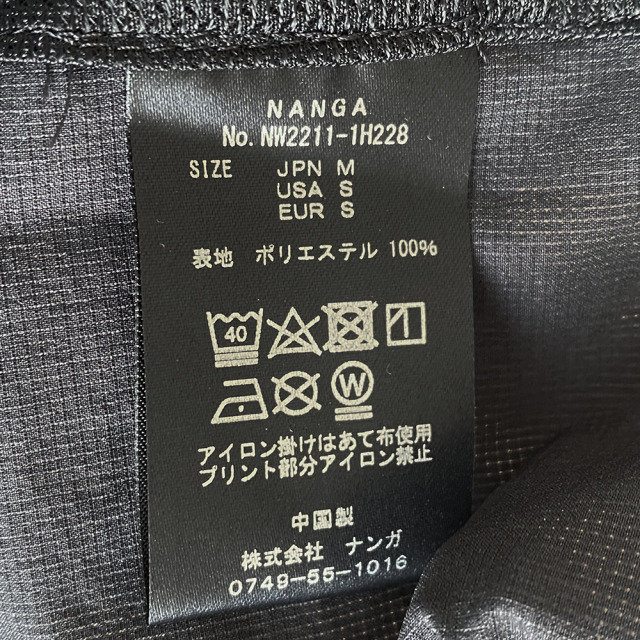 NANGA
No. NW2211-1H228
SIZE JPN M
USA S
EUR S
表地 ポリエステル 100%
40
W
アイロン掛けはあて布使用
プリント部分アイロン禁止
中国製
株式会社 ナンガ
0749-55-1016